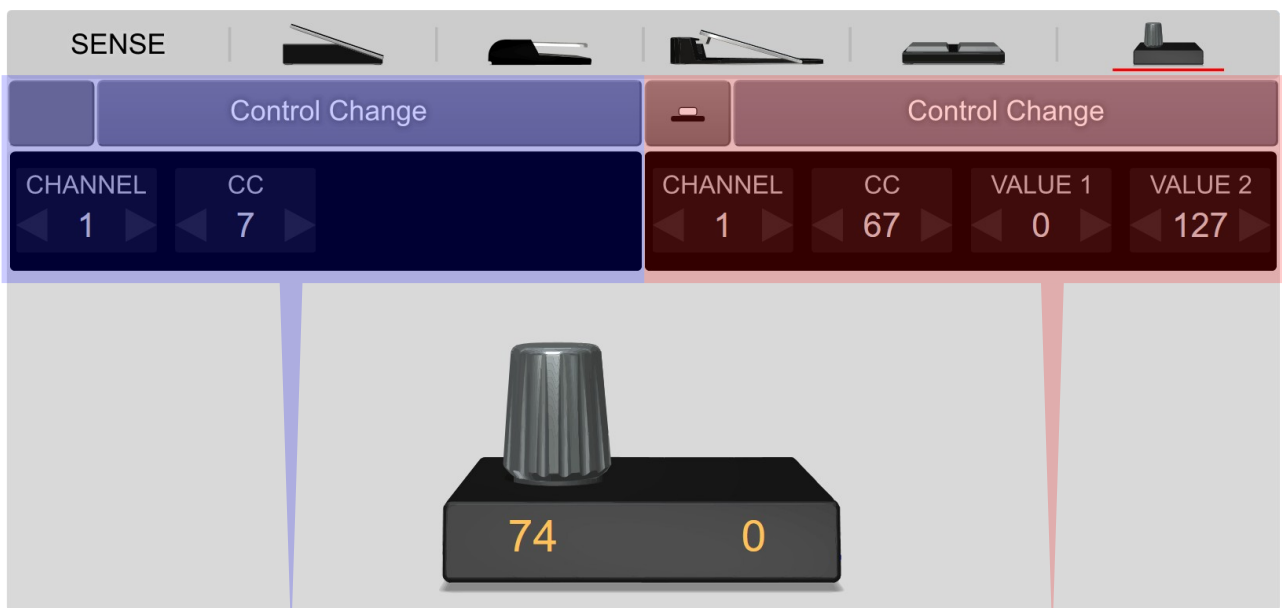 SENSE
Control Change
Control Change
CHANNEL CC
1 7
CHANNEL CC VALUE 1 VALUE 2
1 67 0 127
74 0